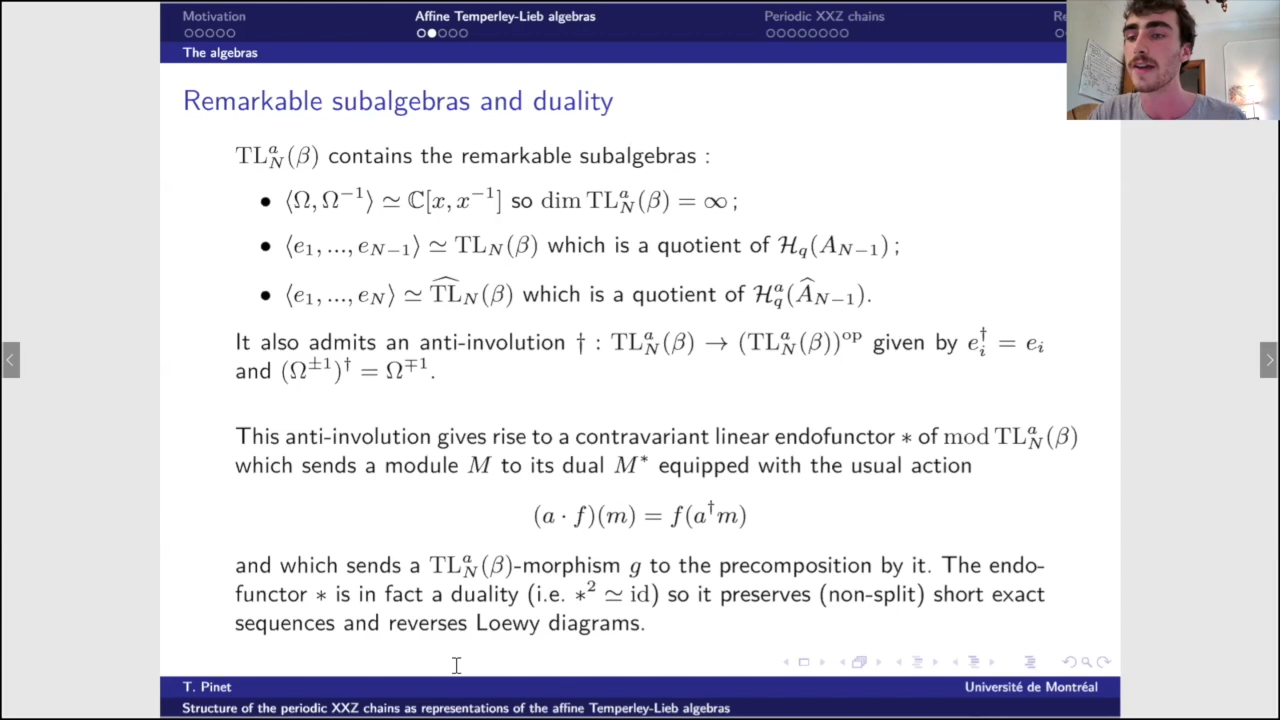 Motivation Affine Temperley-Lieb algebras Periodic XXZ chains Re
The algebras
Remarkable subalgebras and duality
TL^a_N(β) contains the remarkable subalgebras :
• ⟨Ω, Ω^{−1}⟩ ≃ ℂ[x, x^{−1}] so dim TL^a_N(β) = ∞ ;
• ⟨e_1, ..., e_{N−1}⟩ ≃ TL_N(β) which is a quotient of ℋ_q(A_{N−1}) ;
• ⟨e_1, ..., e_N⟩ ≃ \widehat{TL}_N(β) which is a quotient of ℋ^a_q(\widehat{A}_{N−1}).
It also admits an anti-involution † : TL^a_N(β) → (TL^a_N(β))^{op} given by e_i^† = e_i
and (Ω^{±1})^† = Ω^{∓1}.
This anti-involution gives rise to a contravariant linear endofunctor ∗ of mod TL^a_N(β)
which sends a module M to its dual M^* equipped with the usual action
(a · f)(m) = f(a^† m)
and which sends a TL^a_N(β)-morphism g to the precomposition by it. The endo-
functor ∗ is in fact a duality (i.e. ∗^2 ≃ id) so it preserves (non-split) short exact
sequences and reverses Loewy diagrams.
T. Pinet Université de Montréal
Structure of the periodic XXZ chains as representations of the affine Temperley-Lieb algebras